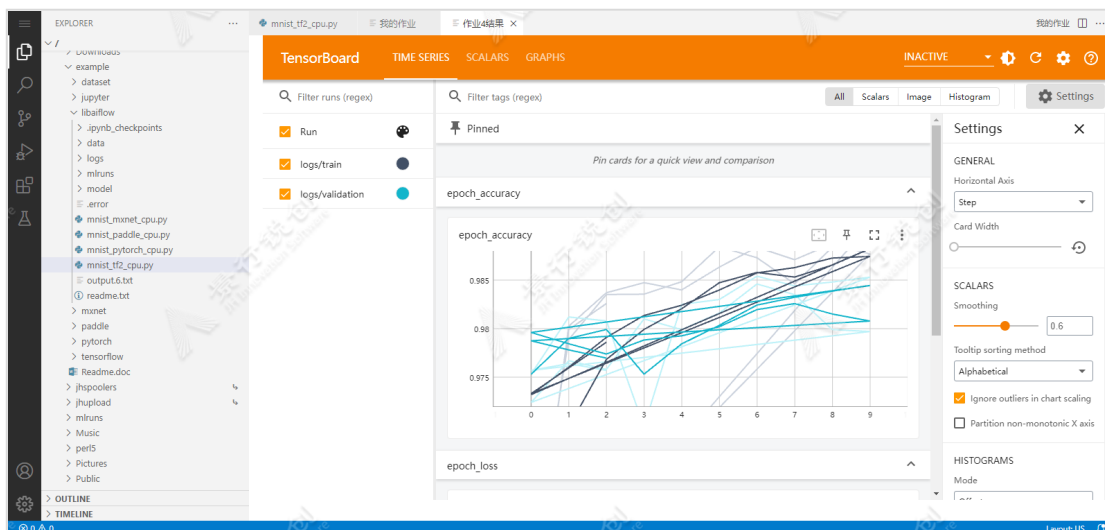 EXPLORER
mnist_tf2_cpu.py
我的作业
作业4结果
我的作业
/
Downloads
example
dataset
jupyter
libaiflow
.ipynb_checkpoints
data
logs
mlruns
model
.error
mnist_mxnet_cpu.py
mnist_paddle_cpu.py
mnist_pytorch_cpu.py
mnist_tf2_cpu.py
output.6.txt
readme.txt
mxnet
paddle
pytorch
tensorflow
Readme.doc
jhspoolers
jhupload
mlruns
Music
perl5
Pictures
Public
OUTLINE
TIMELINE
0 0
TensorBoard
TIME SERIES
SCALARS
GRAPHS
INACTIVE
Filter runs (regex)
Run
logs/train
logs/validation
Filter tags (regex)
All
Scalars
Image
Histogram
Settings
Pinned
Pin cards for a quick view and comparison
epoch_accuracy
epoch_accuracy
0.985
0.98
0.975
0 1 2 3 4 5 6 7 8 9
epoch_loss
Settings
GENERAL
Horizontal Axis
Step
Card Width
SCALARS
Smoothing
0.6
Tooltip sorting method
Alphabetical
Ignore outliers in chart scaling
Partition non-monotonic X axis
HISTOGRAMS
Mode
Layout: US